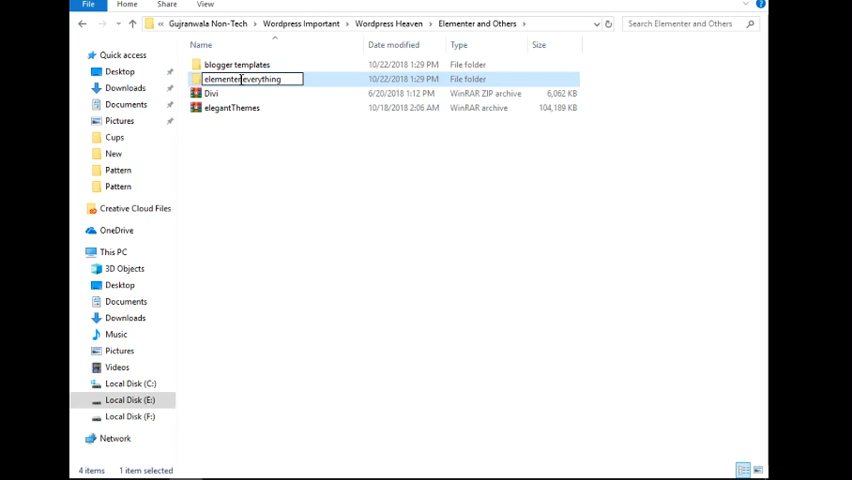 File Home Share View
« Gujranwala Non-Tech > Wordpress Important > Wordpress Heaven > Elementer and Others > Search Elementer and Others
Name Date modified Type Size
blogger templates 10/22/2018 1:29 PM File folder
elementer everything 10/22/2018 1:29 PM File folder
Divi 6/20/2018 1:12 PM WinRAR ZIP archive 6,062 KB
elegantThemes 10/18/2018 2:06 AM WinRAR archive 104,189 KB
Quick access
Desktop
Downloads
Documents
Pictures
Cups
New
Pattern
Pattern
Creative Cloud Files
OneDrive
This PC
3D Objects
Desktop
Documents
Downloads
Music
Pictures
Videos
Local Disk (C:)
Local Disk (E:)
Local Disk (F:)
Network
4 items 1 item selected